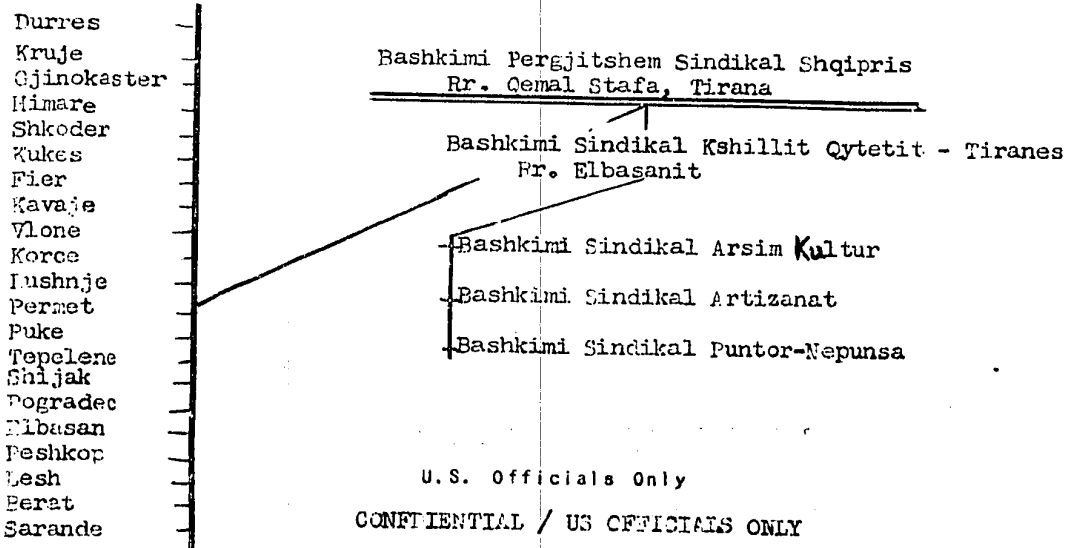 Durres
Kruje
Gjinokaster
Himare
Shkoder
Kukes
Fier
Kavaje
Vlone
Korce
Lushnje
Permet
Puke
Tepelene
Shijak
Pogradec
Elbasan
Peshkop
Lesh
Berat
Sarande
Bashkimi Pergjitshem Sindikal Shqipris
Rr. Qemal Stafa, Tirana
Bashkimi Sindikal Kshillit Qytetit - Tiranes
Rr. Elbasanit
Bashkimi Sindikal Arsim Kultur
Bashkimi Sindikal Artizanat
Bashkimi Sindikal Puntor-Nepunsa
U.S. Officials Only
CONFIDENTIAL / US OFFICIALS ONLY